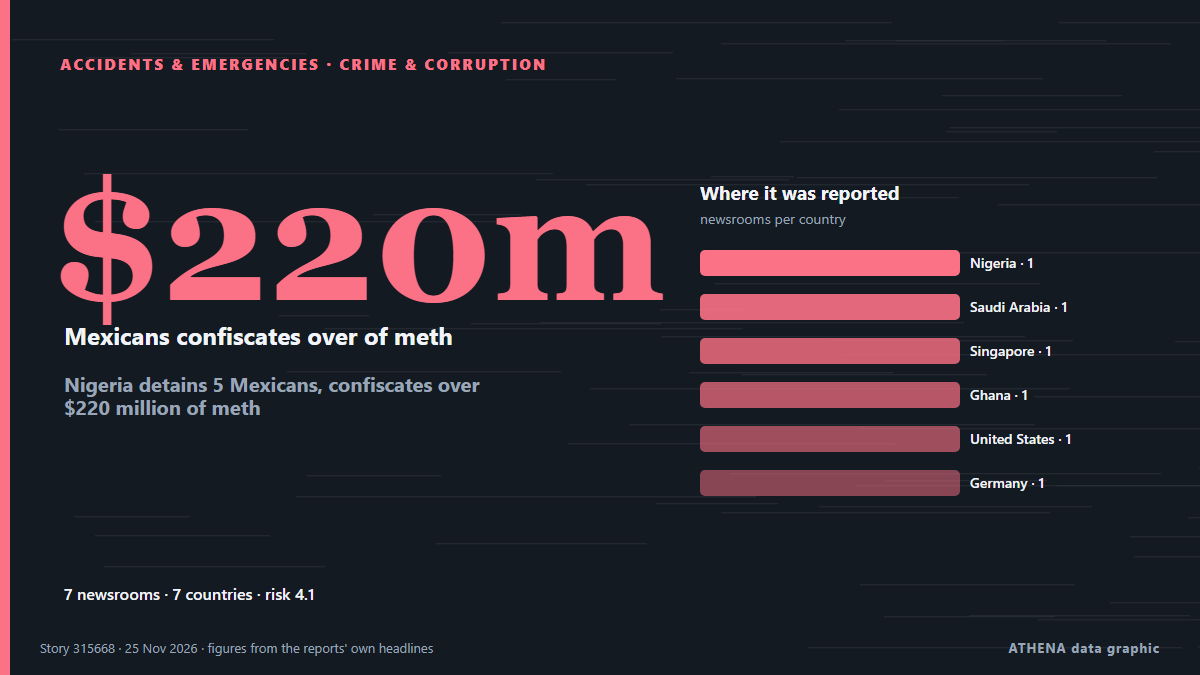 ACCIDENTS & EMERGENCIES · CRIME & CORRUPTION
$220m
Mexicans confiscates over of meth
Nigeria detains 5 Mexicans, confiscates over
$220 million of meth
7 newsrooms · 7 countries · risk 4.1
Where it was reported
newsrooms per country
Nigeria · 1
Saudi Arabia · 1
Singapore · 1
Ghana · 1
United States · 1
Germany · 1
Story 315668 · 25 Nov 2026 · figures from the reports' own headlines
ATHENA data graphic